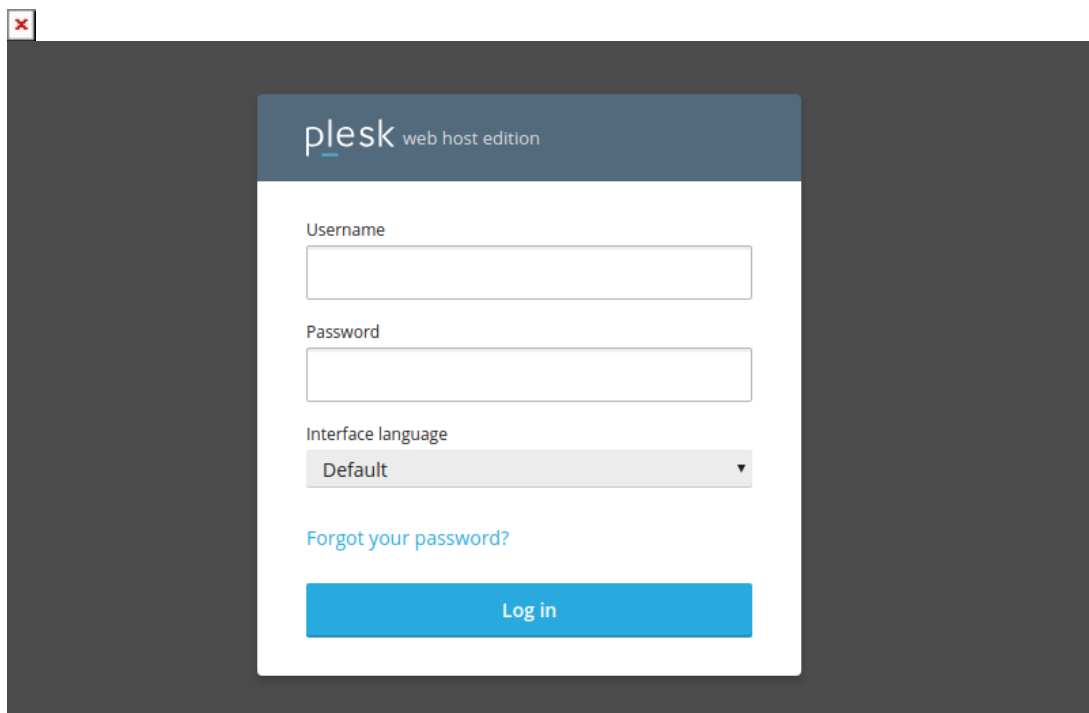 plesk web host edition
Username
Password
Interface language
Default
Forgot your password?
Log in